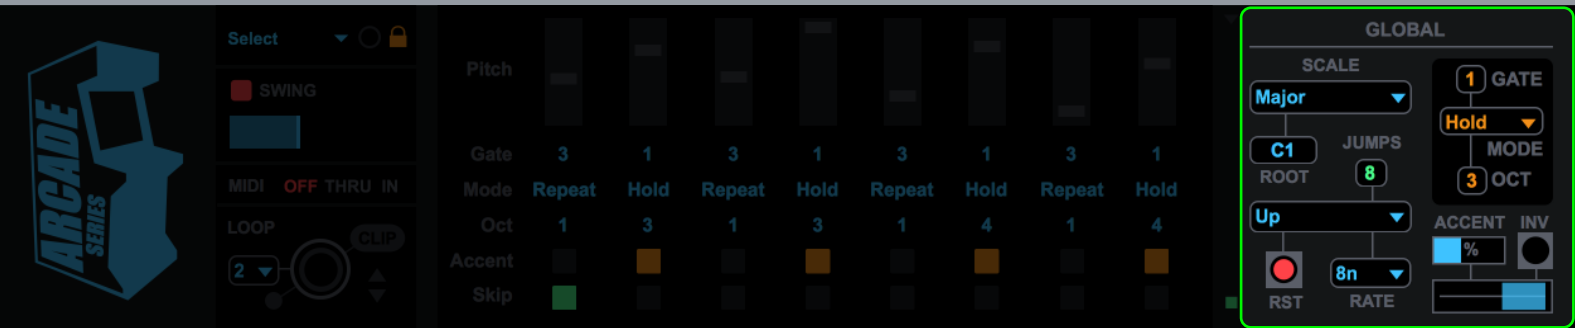 ARCADE
SERIES
Select
SWING
MIDI OFF THRU IN
LOOP
CLIP
2
Pitch
Gate 3 1 3 1 3 1 3 1
Mode Repeat Hold Repeat Hold Repeat Hold Repeat Hold
Oct 1 3 1 3 1 4 1 4
Accent
Skip
GLOBAL
SCALE
Major
C1
ROOT
JUMPS
8
Up
RST
8n
RATE
1 GATE
Hold
MODE
3 OCT
ACCENT INV
%